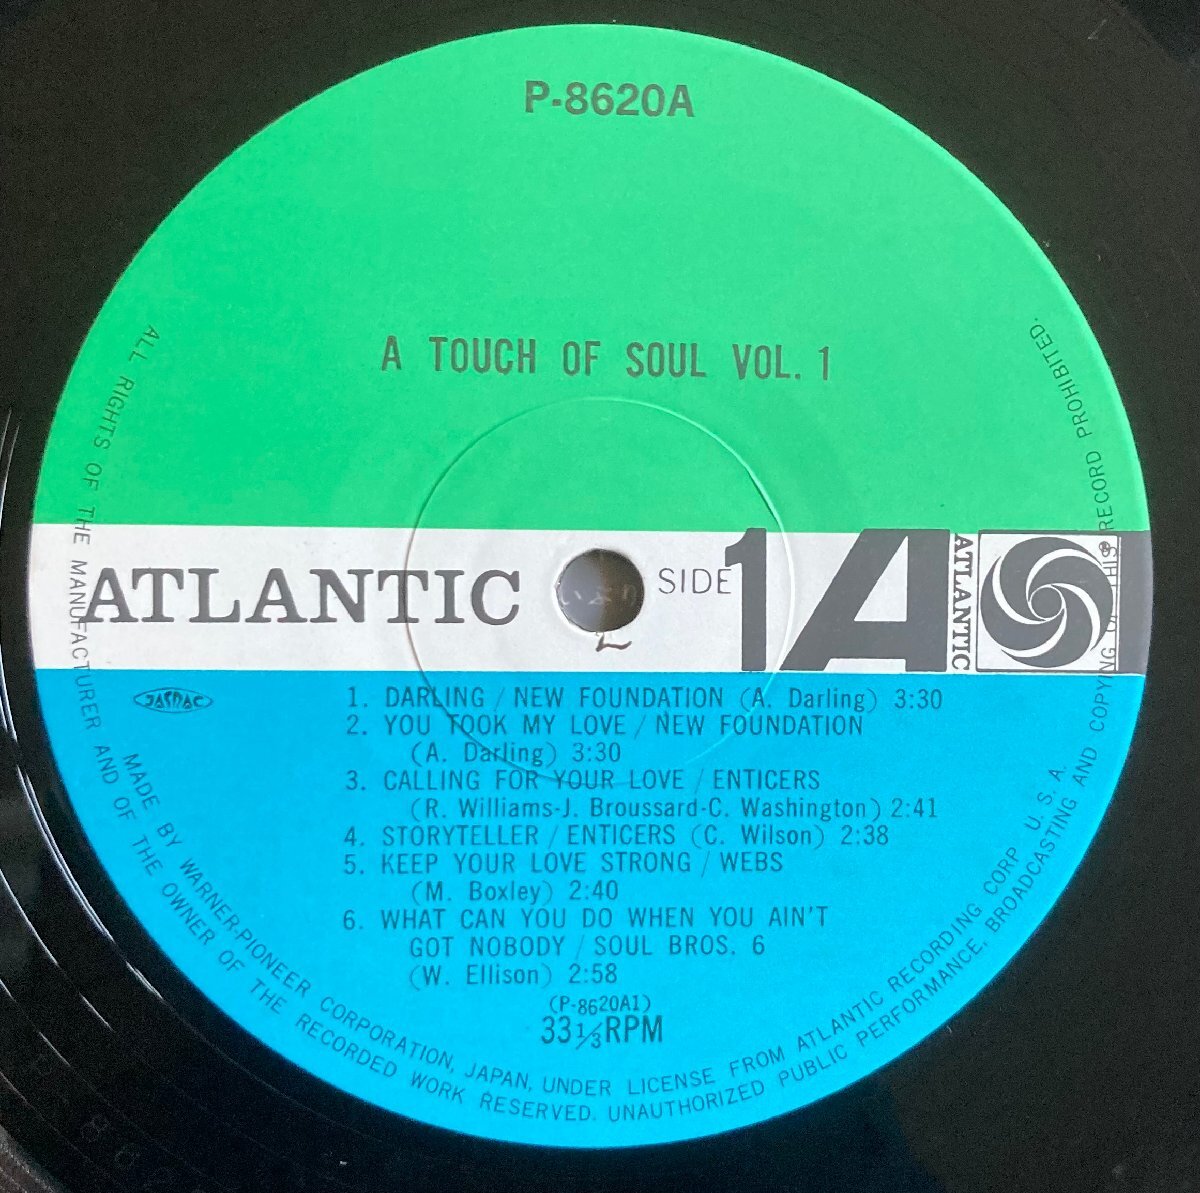 P-8620A
A TOUCH OF SOUL VOL. 1
ATLANTIC
SIDE 1 A
ATLANTIC
®
JASRAC
1. DARLING / NEW FOUNDATION (A. Darling) 3:30
2. YOU TOOK MY LOVE / NEW FOUNDATION
(A. Darling) 3:30
3. CALLING FOR YOUR LOVE / ENTICERS
(R. Williams-J. Broussard-C. Washington) 2:41
4. STORYTELLER / ENTICERS (C. Wilson) 2:38
5. KEEP YOUR LOVE STRONG / WEBS
(M. Boxley) 2:40
6. WHAT CAN YOU DO WHEN YOU AIN'T
GOT NOBODY / SOUL BROS. 6
(W. Ellison) 2:58
(P-8620A1)
33 1/3 RPM
MADE BY WARNER-PIONEER CORPORATION, JAPAN, UNDER LICENSE FROM ATLANTIC RECORDING CORP. U. S. A.
ALL RIGHTS OF THE MANUFACTURER AND OF THE OWNER OF THE RECORDED WORK RESERVED. UNAUTHORIZED PUBLIC PERFORMANCE, BROADCASTING AND COPYING OF THIS RECORD PROHIBITED.